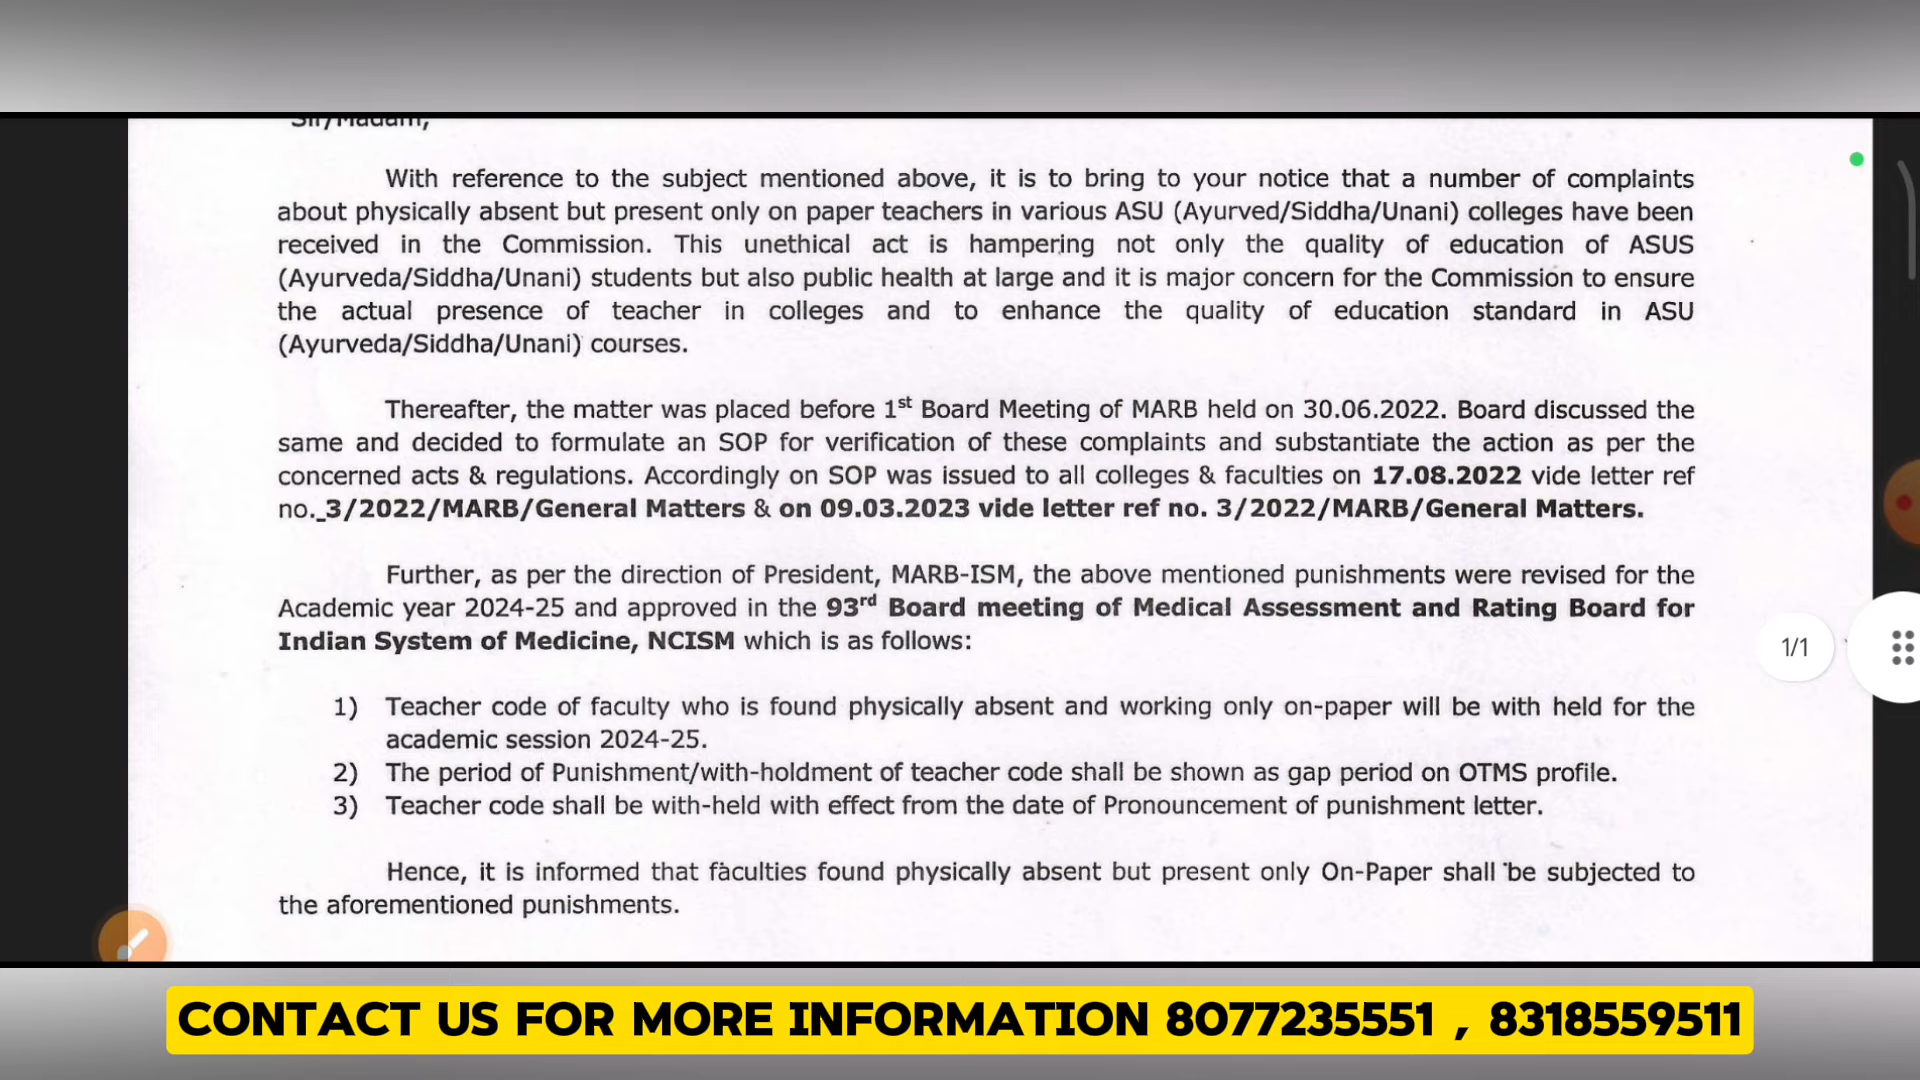 Sir/Madam,
With reference to the subject mentioned above, it is to bring to your notice that a number of complaints
about physically absent but present only on paper teachers in various ASU (Ayurved/Siddha/Unani) colleges have been
received in the Commission. This unethical act is hampering not only the quality of education of ASUS
(Ayurveda/Siddha/Unani) students but also public health at large and it is major concern for the Commission to ensure
the actual presence of teacher in colleges and to enhance the quality of education standard in ASU
(Ayurveda/Siddha/Unani) courses.
Thereafter, the matter was placed before 1st Board Meeting of MARB held on 30.06.2022. Board discussed the
same and decided to formulate an SOP for verification of these complaints and substantiate the action as per the
concerned acts & regulations. Accordingly on SOP was issued to all colleges & faculties on 17.08.2022 vide letter ref
no._3/2022/MARB/General Matters & on 09.03.2023 vide letter ref no. 3/2022/MARB/General Matters.
Further, as per the direction of President, MARB-ISM, the above mentioned punishments were revised for the
Academic year 2024-25 and approved in the 93rd Board meeting of Medical Assessment and Rating Board for
Indian System of Medicine, NCISM which is as follows:
1/1
1) Teacher code of faculty who is found physically absent and working only on-paper will be with held for the
academic session 2024-25.
2) The period of Punishment/with-holdment of teacher code shall be shown as gap period on OTMS profile.
3) Teacher code shall be with-held with effect from the date of Pronouncement of punishment letter.
Hence, it is informed that faculties found physically absent but present only On-Paper shall be subjected to
the aforementioned punishments.
CONTACT US FOR MORE INFORMATION 8077235551 , 8318559511